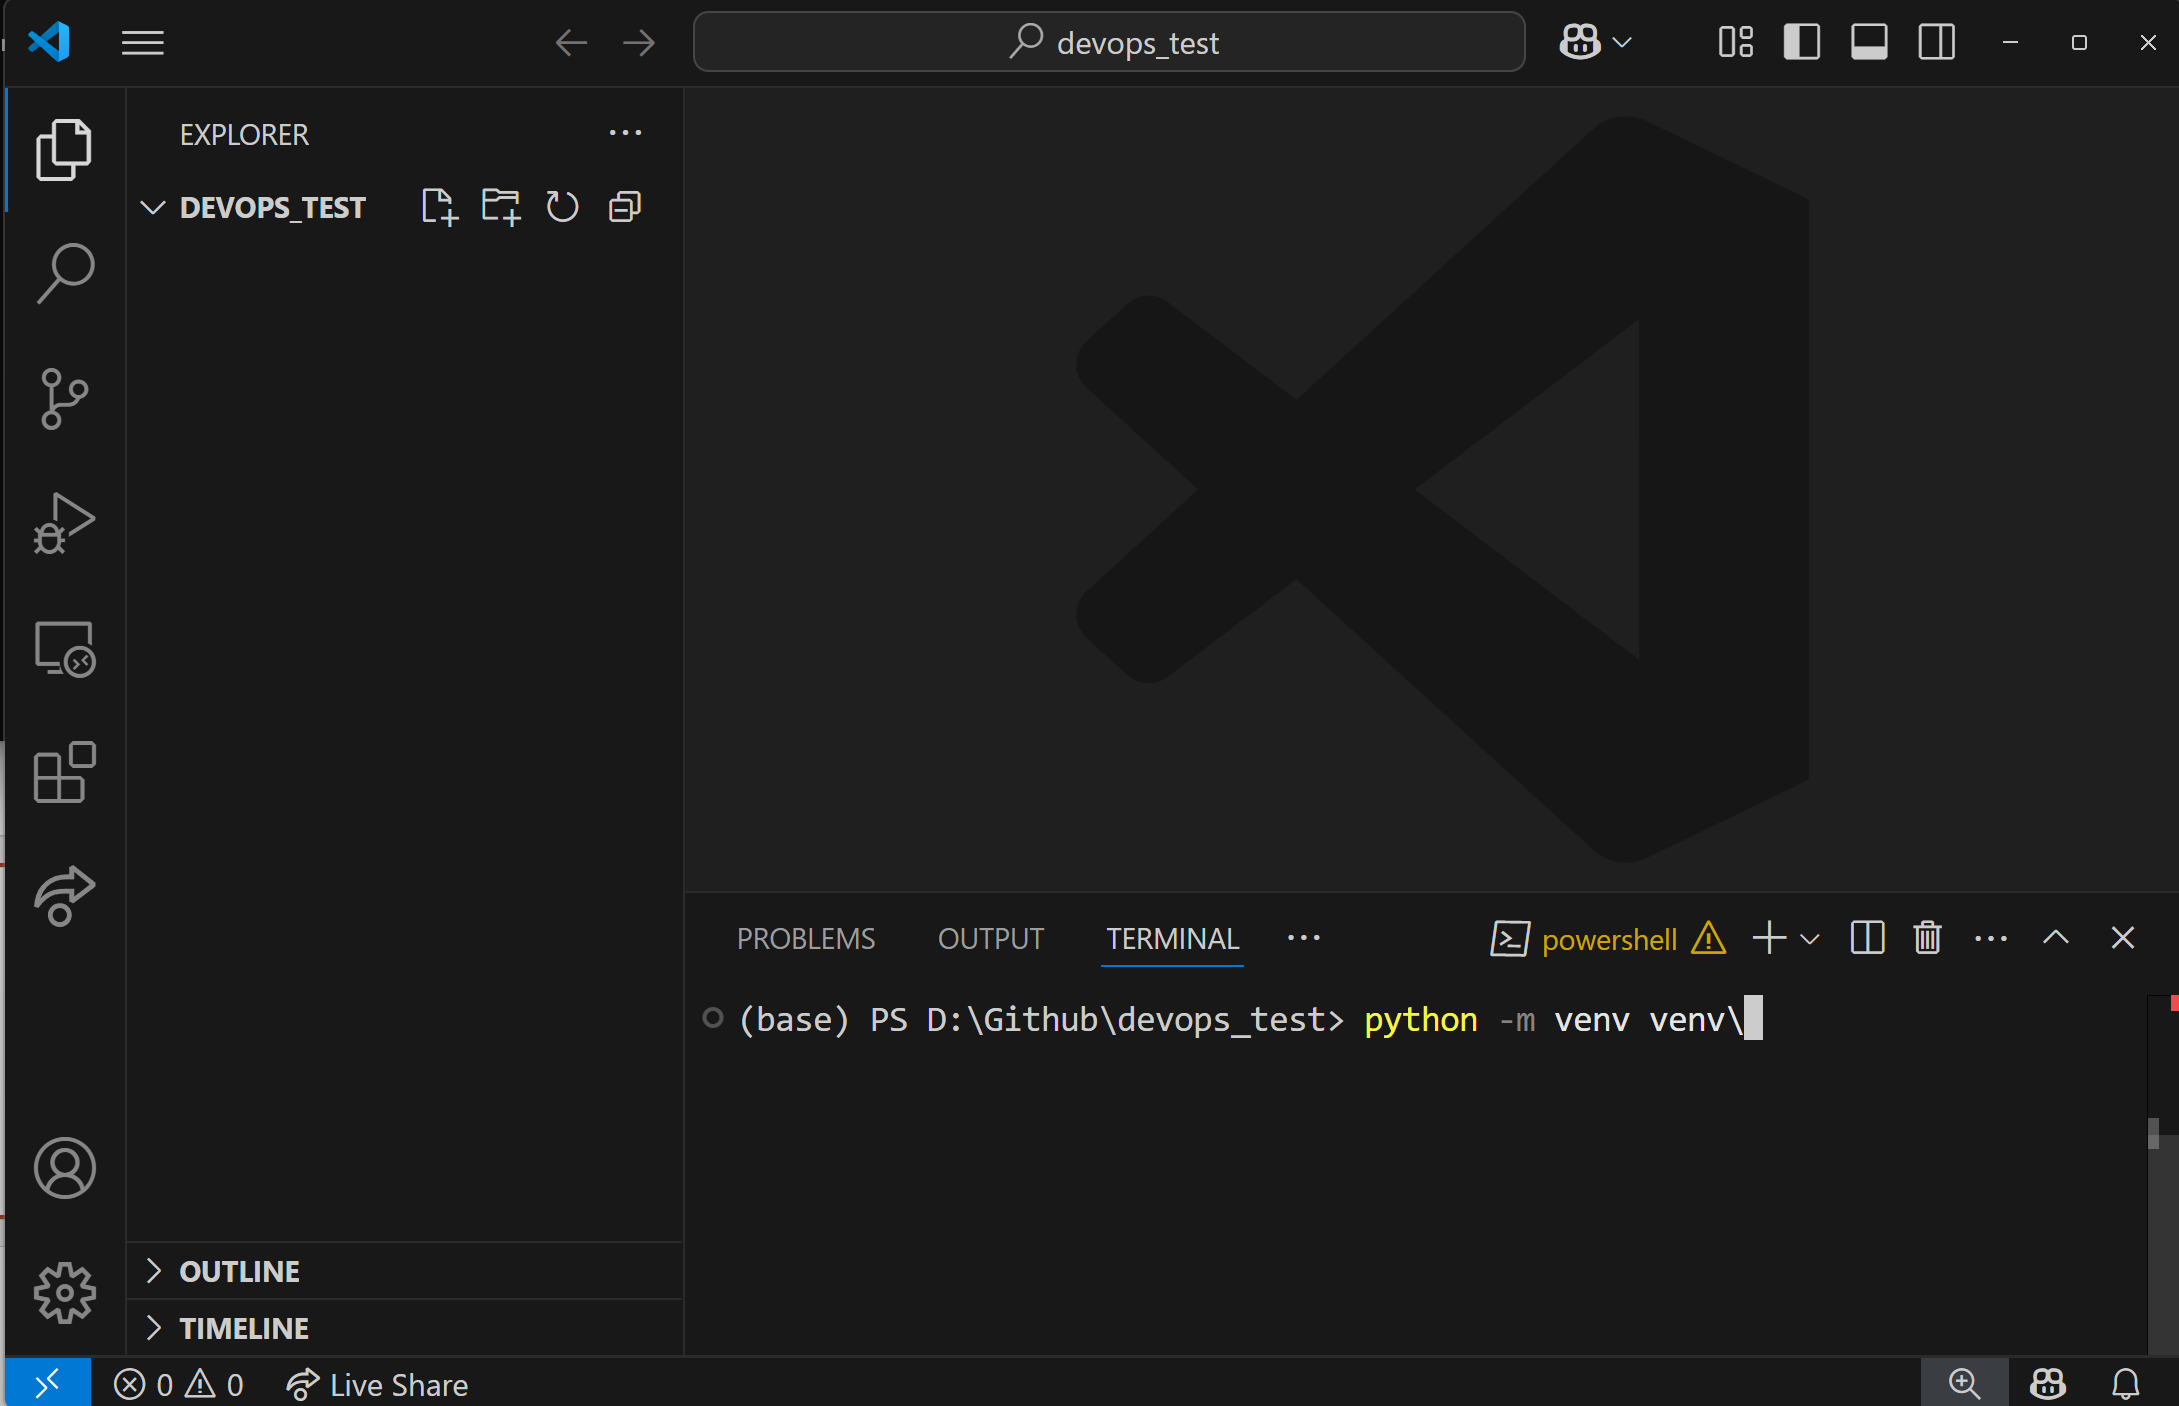 devops_test
EXPLORER
DEVOPS_TEST
PROBLEMS OUTPUT TERMINAL powershell
(base) PS D:\Github\devops_test> python -m venv venv\
OUTLINE
TIMELINE
0 0 Live Share